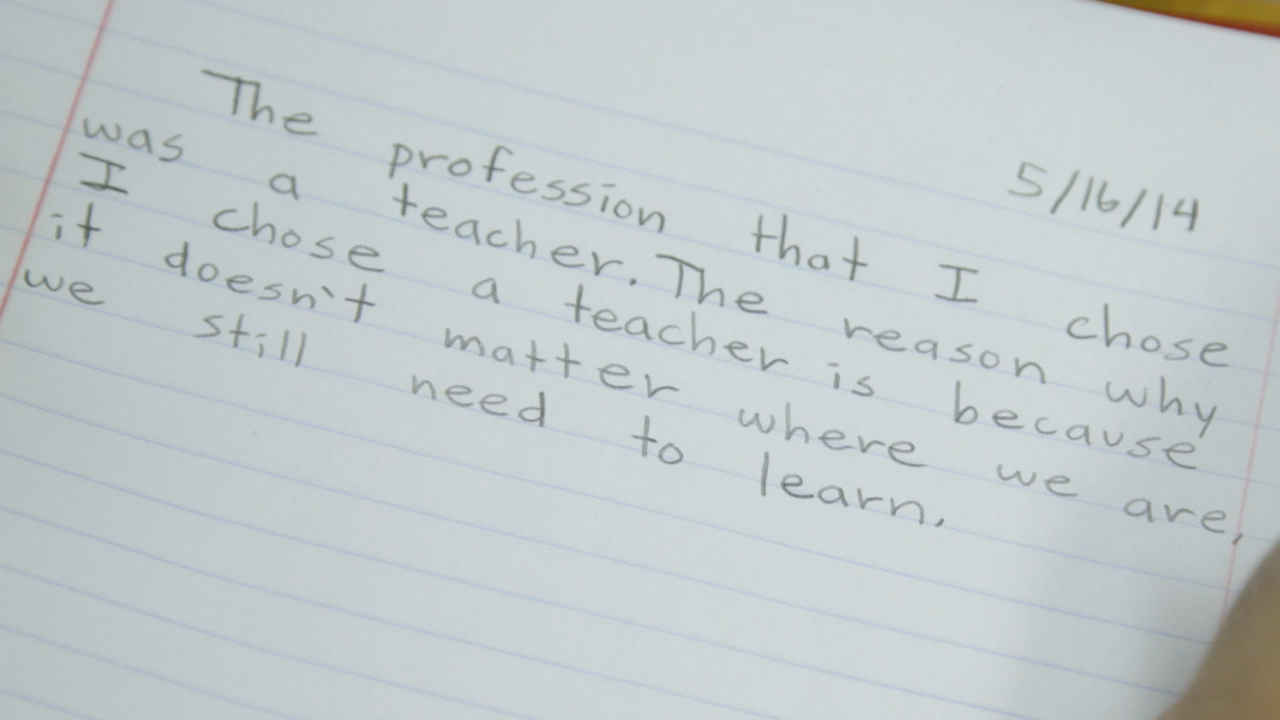 5/16/14
The profession that I chose
was a teacher. The reason why
I chose a teacher is because
it doesn't matter where we are,
we still need to learn.